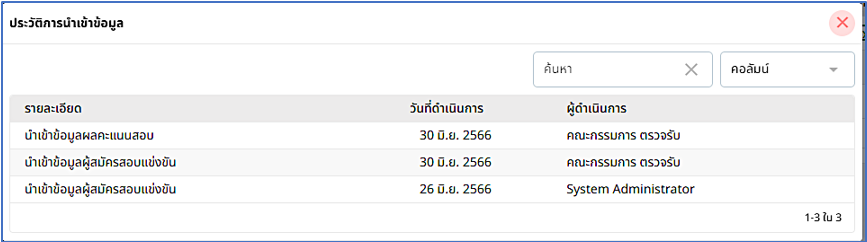 ประวัติการนำเข้าข้อมูล
ค้นหา คอลัมน์
รายละเอียด วันที่ดำเนินการ ผู้ดำเนินการ
นำเข้าข้อมูลผลคะแนนสอบ 30 มิ.ย. 2566 คณะกรรมการ ตรวจรับ
นำเข้าข้อมูลผู้สมัครสอบแข่งขัน 30 มิ.ย. 2566 คณะกรรมการ ตรวจรับ
นำเข้าข้อมูลผู้สมัครสอบแข่งขัน 26 มิ.ย. 2566 System Administrator
1-3 ใน 3